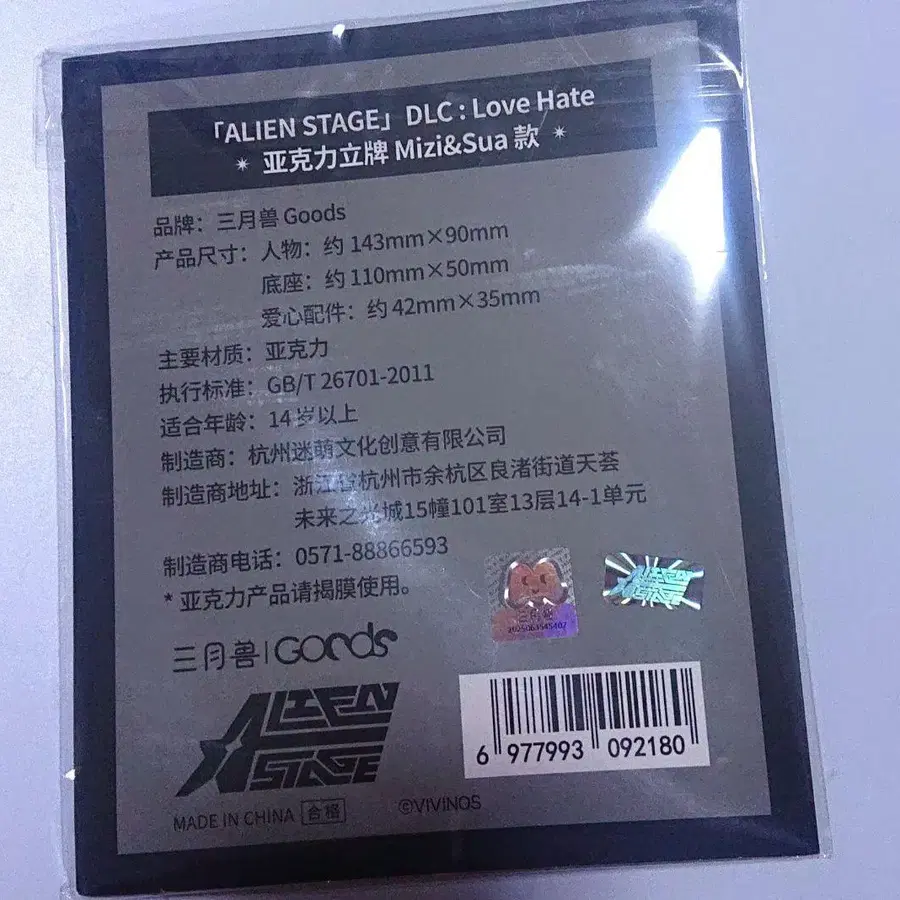 「ALIEN STAGE」DLC : Love Hate
✴ 亚克力立牌 Mizi&Sua 款 ✴
品牌：三月兽 Goods
产品尺寸：人物：约 143mm×90mm
底座：约 110mm×50mm
爱心配件：约 42mm×35mm
主要材质：亚克力
执行标准：GB/T 26701-2011
适合年龄：14 岁以上
制造商：杭州迷萌文化创意有限公司
制造商地址：浙江省杭州市余杭区良渚街道天荟
未来之光城15幢101室13层14-1单元
制造商电话：0571-88866593
* 亚克力产品请揭膜使用。
三月兽
ALIEN
STAGE
三月兽 | Goods
ALIEN
STAGE
6 977993 092180
MADE IN CHINA 合格
©VIVINOS